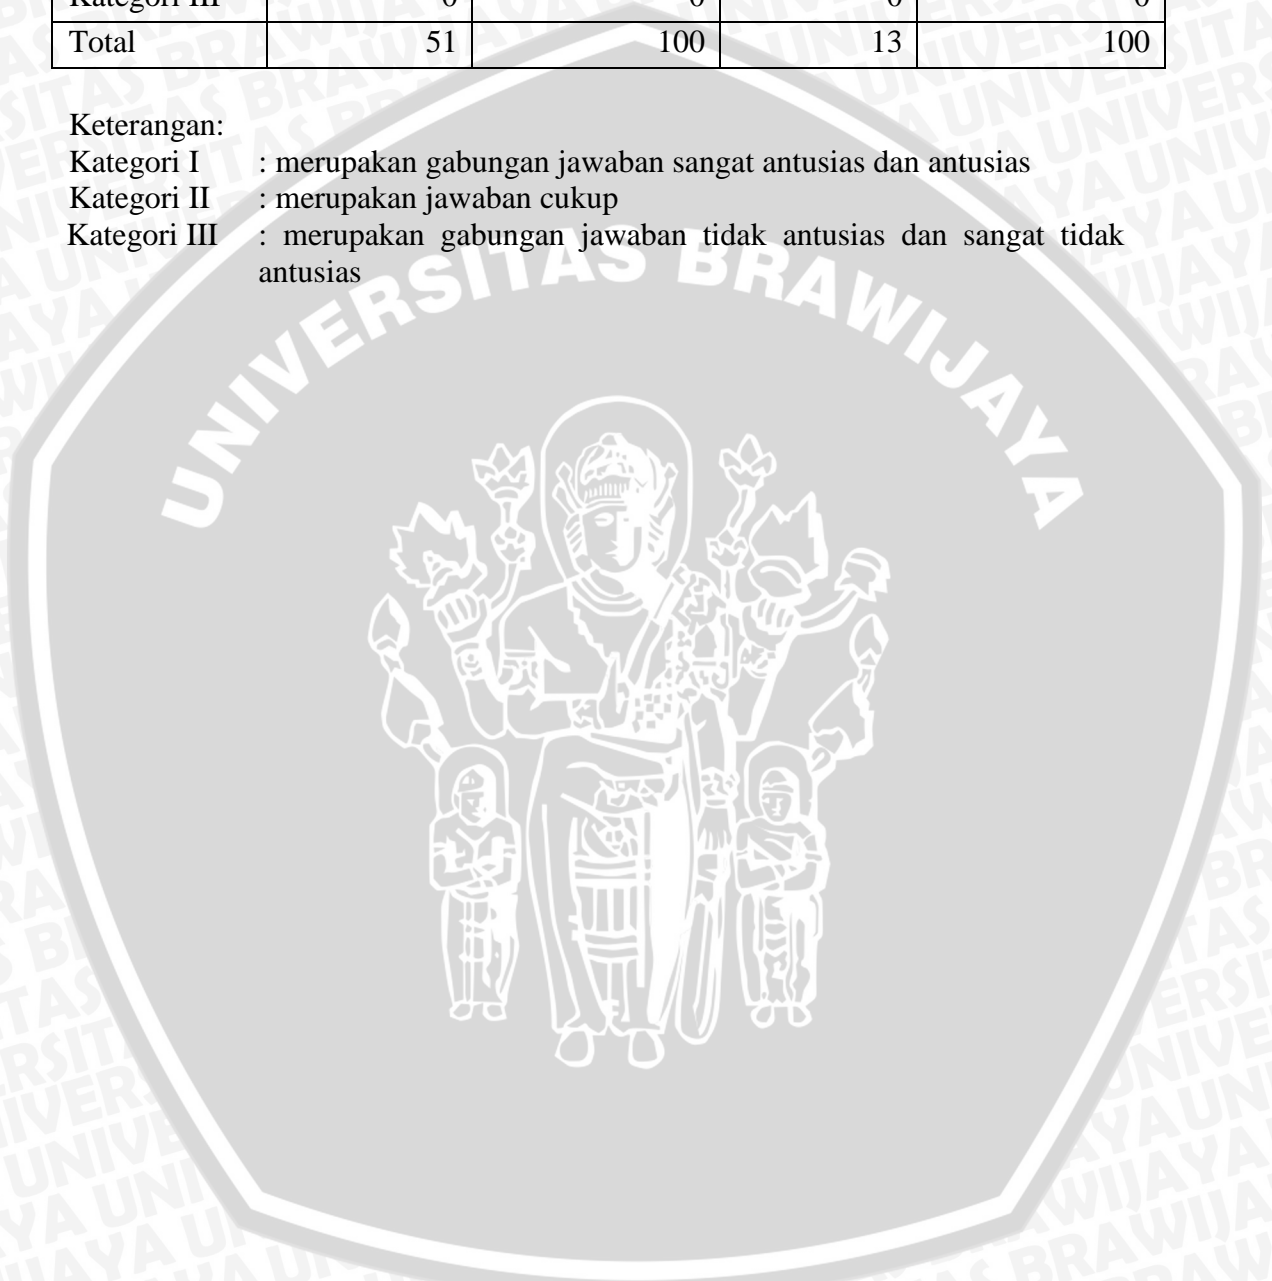 Kategori III 0 0 0 0
Total 51 100 13 100
Keterangan:
Kategori I : merupakan gabungan jawaban sangat antusias dan antusias
Kategori II : merupakan jawaban cukup
Kategori III : merupakan gabungan jawaban tidak antusias dan sangat tidak
antusias
UNIVERSITAS BRAWIJAYA